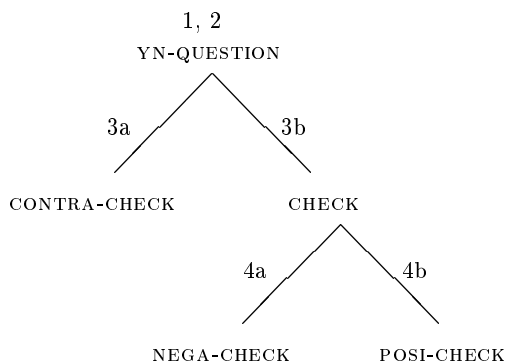 1, 2
YN-QUESTION
3a 3b
CONTRA-CHECK CHECK
4a 4b
NEGA-CHECK POSI-CHECK